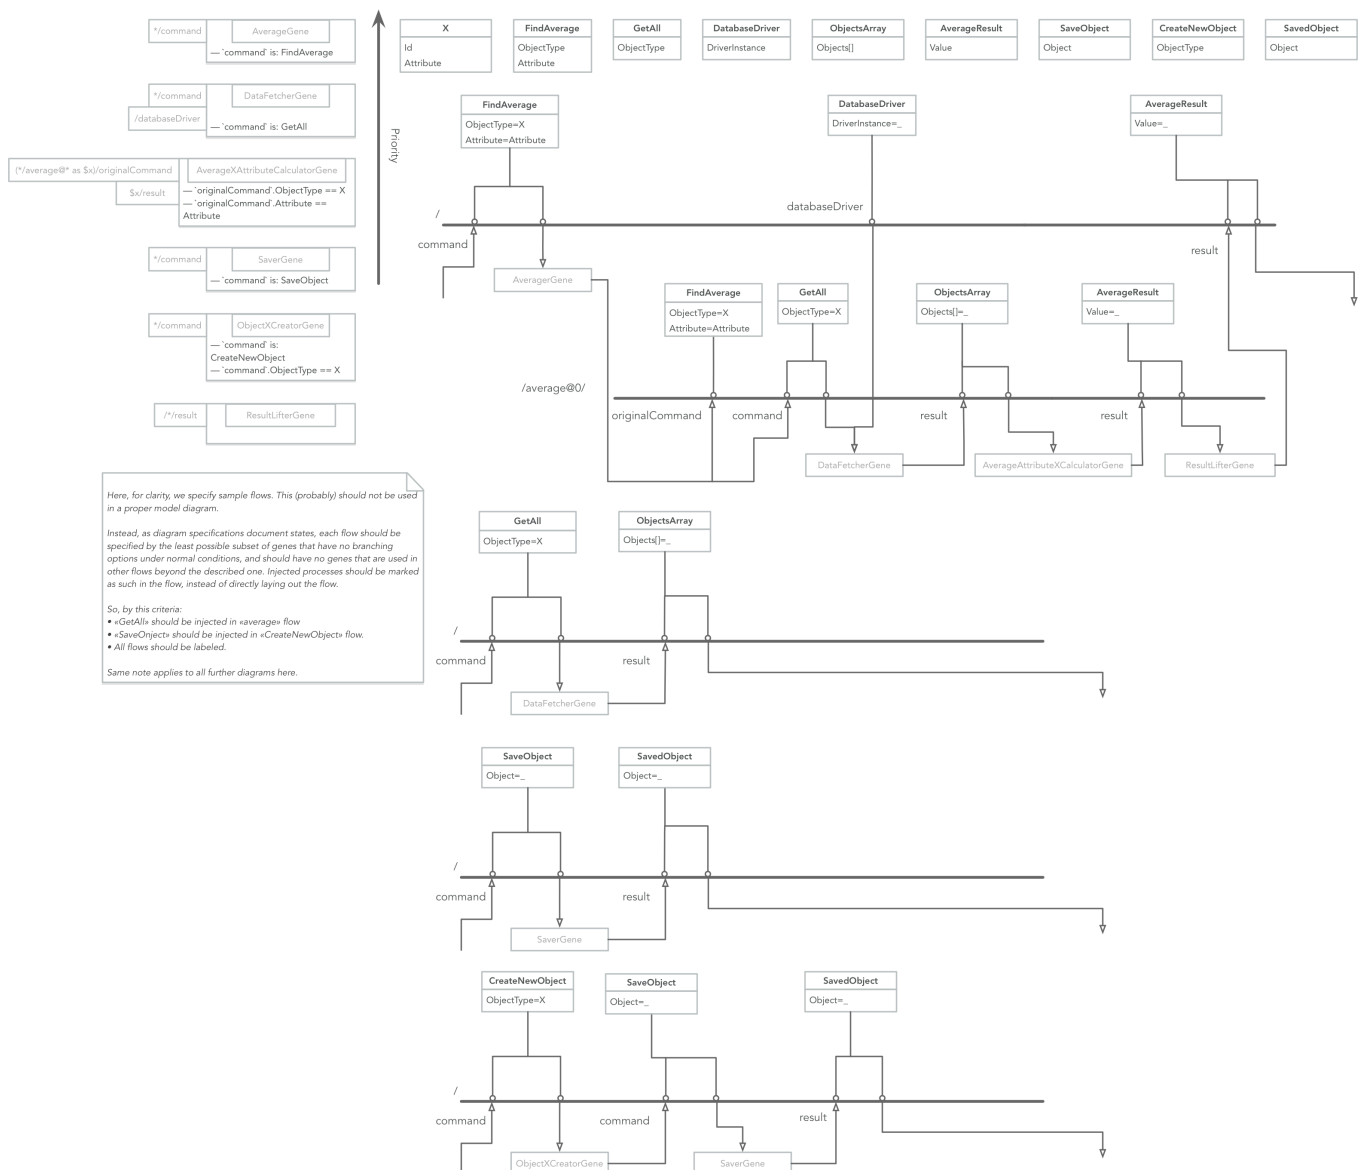 */command
AverageGene
— `command` is: FindAverage
*/command
DataFetcherGene
/databaseDriver
— `command` is: GetAll
(*/average@* as $x)/originalCommand
AverageXAttributeCalculatorGene
$x/result
— `originalCommand`.ObjectType == X
— `originalCommand`.Attribute ==
Attribute
*/command
SaverGene
— `command` is: SaveObject
*/command
ObjectXCreatorGene
— `command` is:
CreateNewObject
— `command`.ObjectType == X
/*/result
ResultLifterGene
Priority
X
Id
Attribute
FindAverage
ObjectType
Attribute
GetAll
ObjectType
DatabaseDriver
DriverInstance
ObjectsArray
Objects[]
AverageResult
Value
SaveObject
Object
CreateNewObject
ObjectType
SavedObject
Object
FindAverage
ObjectType=X
Attribute=Attribute
DatabaseDriver
DriverInstance=_
AverageResult
Value=_
/
databaseDriver
command
result
AveragerGene
FindAverage
ObjectType=X
Attribute=Attribute
GetAll
ObjectType=X
ObjectsArray
Objects[]=_
AverageResult
Value=_
/average@0/
originalCommand
command
result
result
DataFetcherGene
AverageAttributeXCalculatorGene
ResultLifterGene
Here, for clarity, we specify sample flows. This (probably) should not be used
in a proper model diagram.
Instead, as diagram specifications document states, each flow should be
specified by the least possible subset of genes that have no branching
options under normal conditions, and should have no genes that are used in
other flows beyond the described one. Injected processes should be marked
as such in the flow, instead of directly laying out the flow.
So, by this criteria:
• «GetAll» should be injected in «average» flow
• «SaveOnject» should be injected in «CreateNewObject» flow.
• All flows should be labeled.
Same note applies to all further diagrams here.
GetAll
ObjectType=X
ObjectsArray
Objects[]=_
/
command
result
DataFetcherGene
SaveObject
Object=_
SavedObject
Object=_
/
command
result
SaverGene
CreateNewObject
ObjectType=X
SaveObject
Object=_
SavedObject
Object=_
/
command
command
result
ObjectXCreatorGene
SaverGene